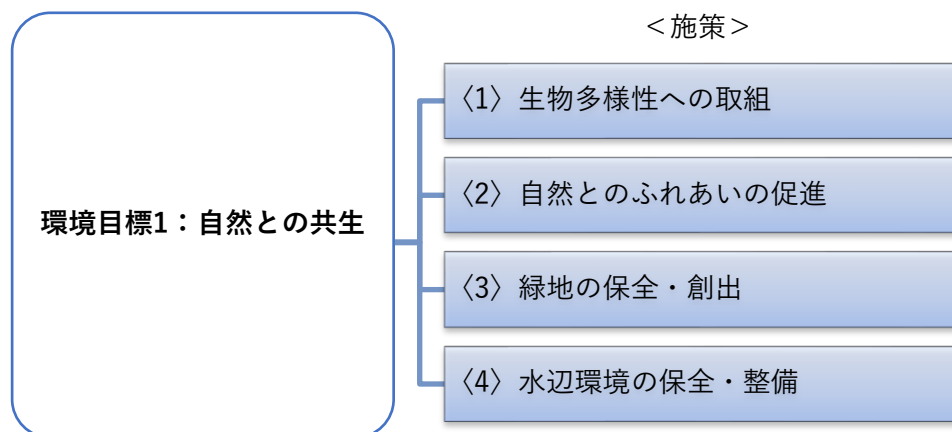 ＜施策＞
環境目標1：自然との共生
〈1〉生物多様性への取組
〈2〉自然とのふれあいの促進
〈3〉緑地の保全・創出
〈4〉水辺環境の保全・整備